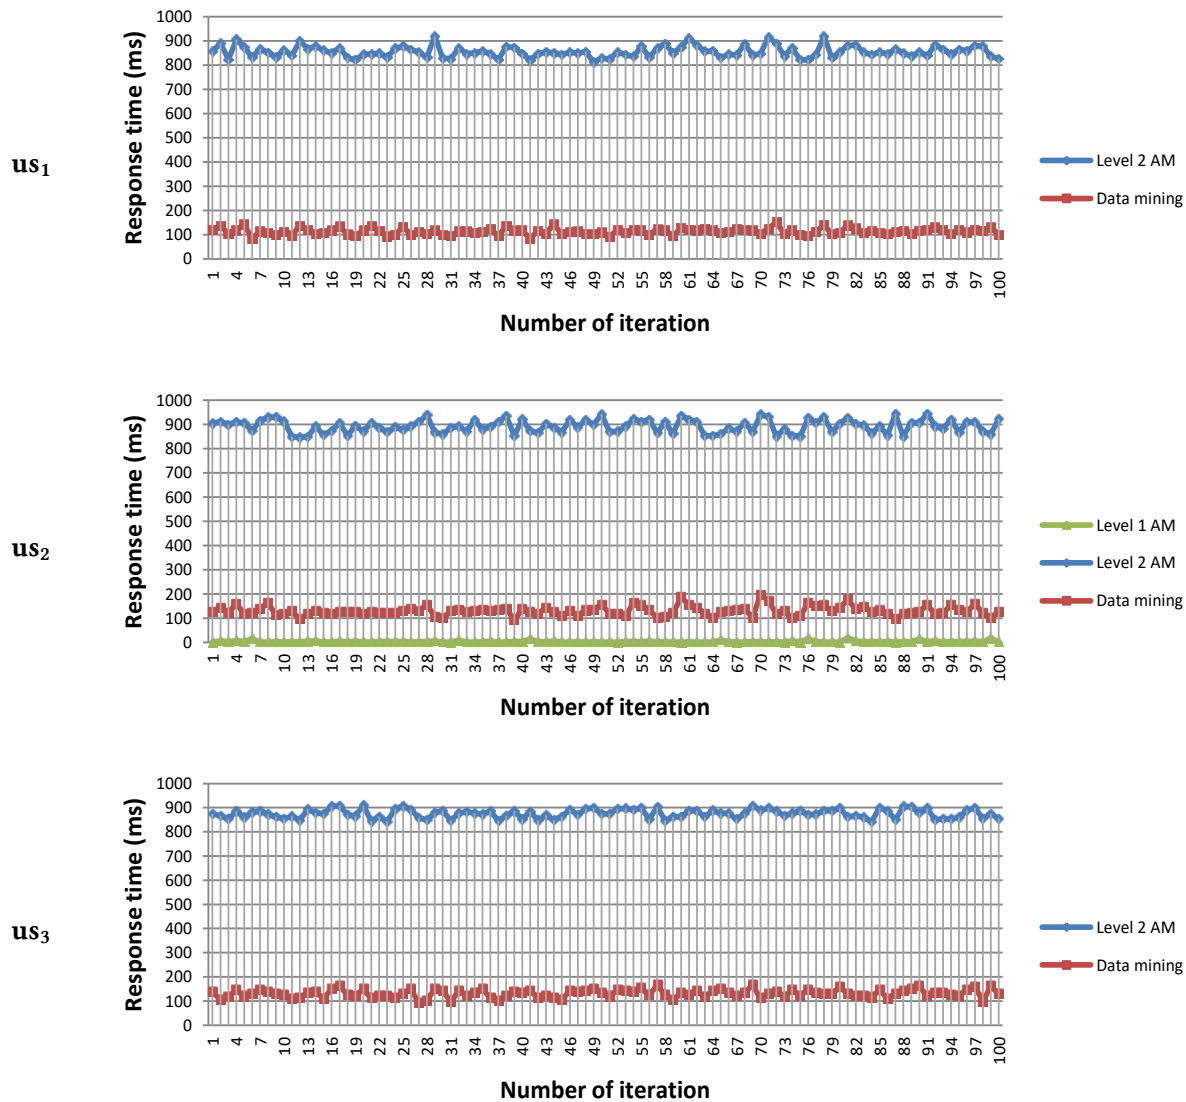 us₁
Response time (ms)
1000
900
800
700
600
500
400
300
200
100
0
1 4 7 10 13 16 19 22 25 28 31 34 37 40 43 46 49 52 55 58 61 64 67 70 73 76 79 82 85 88 91 94 97 100
Number of iteration
Level 2 AM
Data mining
us₂
Response time (ms)
1000
900
800
700
600
500
400
300
200
100
0
1 4 7 10 13 16 19 22 25 28 31 34 37 40 43 46 49 52 55 58 61 64 67 70 73 76 79 82 85 88 91 94 97 100
Number of iteration
Level 1 AM
Level 2 AM
Data mining
us₃
Response time (ms)
1000
900
800
700
600
500
400
300
200
100
0
1 4 7 10 13 16 19 22 25 28 31 34 37 40 43 46 49 52 55 58 61 64 67 70 73 76 79 82 85 88 91 94 97 100
Number of iteration
Level 2 AM
Data mining